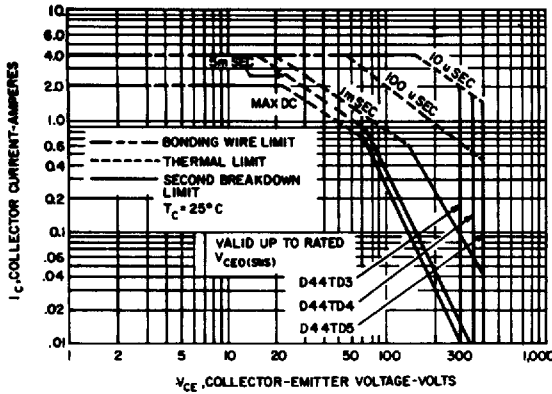 10.0
6.0
4.0
2.0
1.0
0.6
0.4
0.2
0.1
.06
.04
.02
.01
IC, COLLECTOR CURRENT-AMPERES
5m SEC
MAX DC
1m SEC
100 u SEC
10 u SEC
BONDING WIRE LIMIT
THERMAL LIMIT
SECOND BREAKDOWN
LIMIT
TC = 25° C
VALID UP TO RATED
VCEO(SUS)
D44TD3
D44TD4
D44TD5
1 2 5 10 20 50 80 100 200 300 500 1,000
VCE, COLLECTOR-EMITTER VOLTAGE-VOLTS